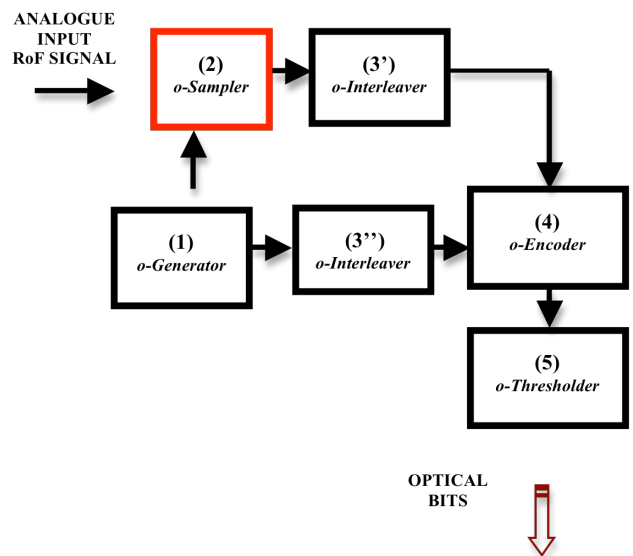 ANALOGUE
INPUT
RoF SIGNAL
(2)
o-Sampler
(3')
o-Interleaver
(1)
o-Generator
(3'')
o-Interleaver
(4)
o-Encoder
(5)
o-Thresholder
OPTICAL
BITS